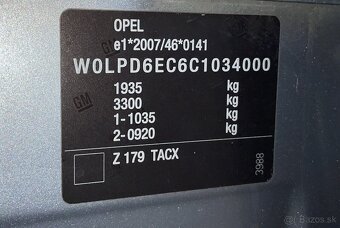 OPEL
e1*2007/46*0141
W0LPD6EC6C1034000
1935 kg
3300 kg
1-1035 kg
2-0920 kg
Z 179 TACX
3988
GM
GM
Bazos.sk